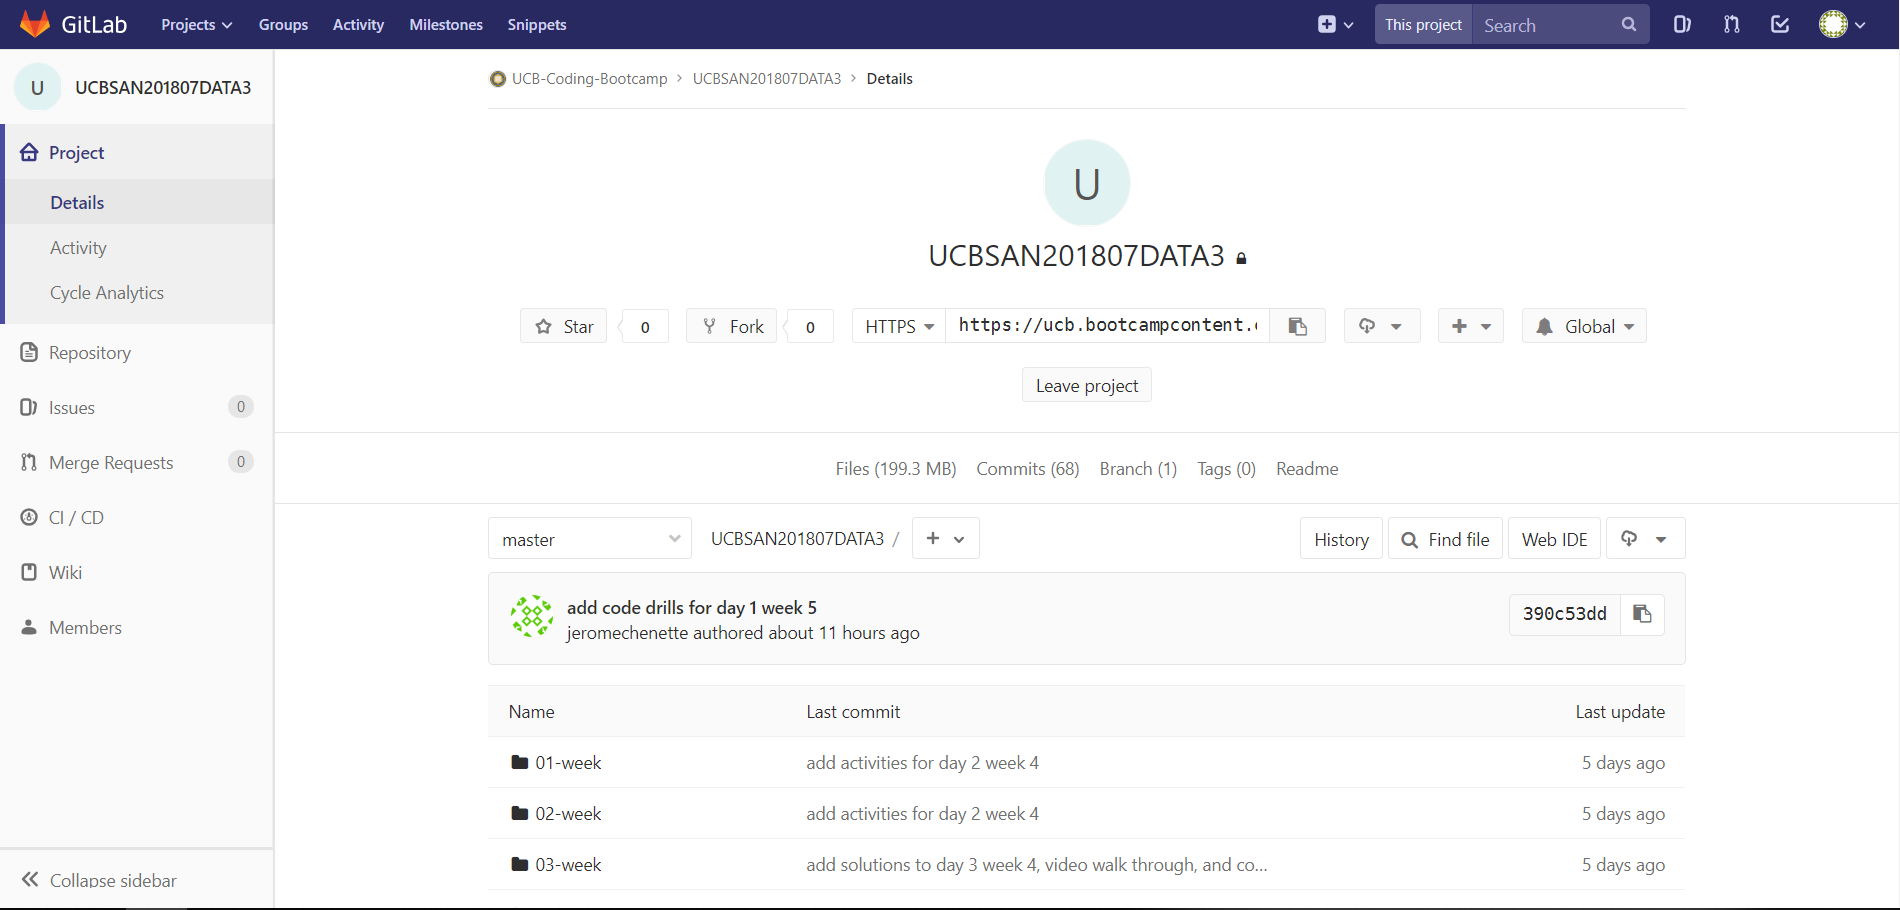 GitLab Projects Groups Activity Milestones Snippets This project Search
U UCBSAN201807DATA3
Project
Details
Activity
Cycle Analytics
Repository
Issues 0
Merge Requests 0
CI / CD
Wiki
Members
Collapse sidebar
UCB-Coding-Bootcamp > UCBSAN201807DATA3 > Details
U
UCBSAN201807DATA3
Star 0 Fork 0 HTTPS https://ucb.bootcampcontent. Global
Leave project
Files (199.3 MB) Commits (68) Branch (1) Tags (0) Readme
master UCBSAN201807DATA3 / + History Find file Web IDE
add code drills for day 1 week 5
jeromechenette authored about 11 hours ago
390c53dd
Name Last commit Last update
01-week add activities for day 2 week 4 5 days ago
02-week add activities for day 2 week 4 5 days ago
03-week add solutions to day 3 week 4, video walk through, and co... 5 days ago